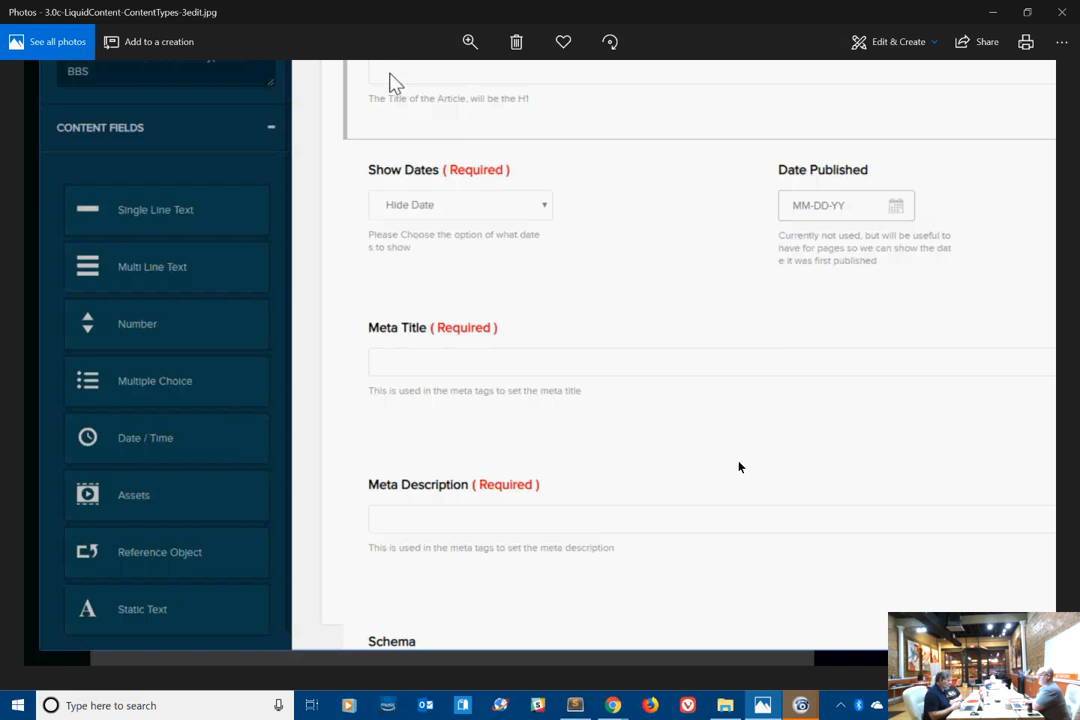 Photos - 3.0c-LiquidContent-ContentTypes-3edit.jpg
See all photos
Add to a creation
Edit & Create
Share
BBS
CONTENT FIELDS
Single Line Text
Multi Line Text
Number
Multiple Choice
Date / Time
Assets
Reference Object
Static Text
The Title of the Article, will be the H1
Show Dates ( Required )
Hide Date
Please Choose the option of what date
s to show
Date Published
MM-DD-YY
Currently not used, but will be useful to
have for pages so we can show the dat
e it was first published
Meta Title ( Required )
This is used in the meta tags to set the meta title
Meta Description ( Required )
This is used in the meta tags to set the meta description
Schema
Type here to search